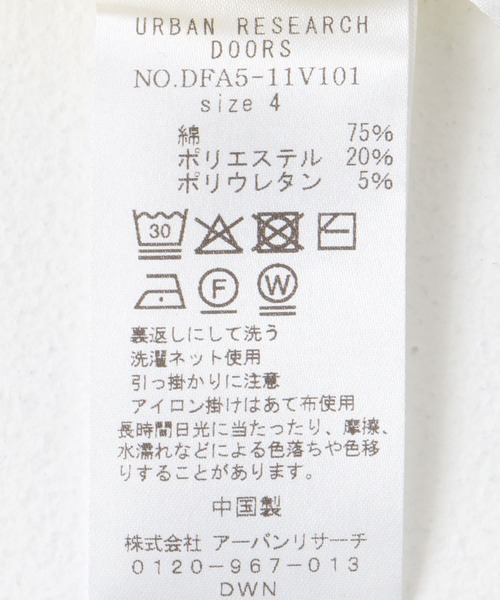 URBAN RESEARCH
DOORS
NO.DFA5-11V101
size 4
綿 75%
ポリエステル 20%
ポリウレタン 5%
30
F W
裏返しにして洗う
洗濯ネット使用
引っ掛かりに注意
アイロン掛けはあて布使用
長時間日光に当たったり、摩擦、
水濡れなどによる色落ちや色移
りすることがあります。
中国製
株式会社 アーバンリサーチ
0120-967-013
DWN